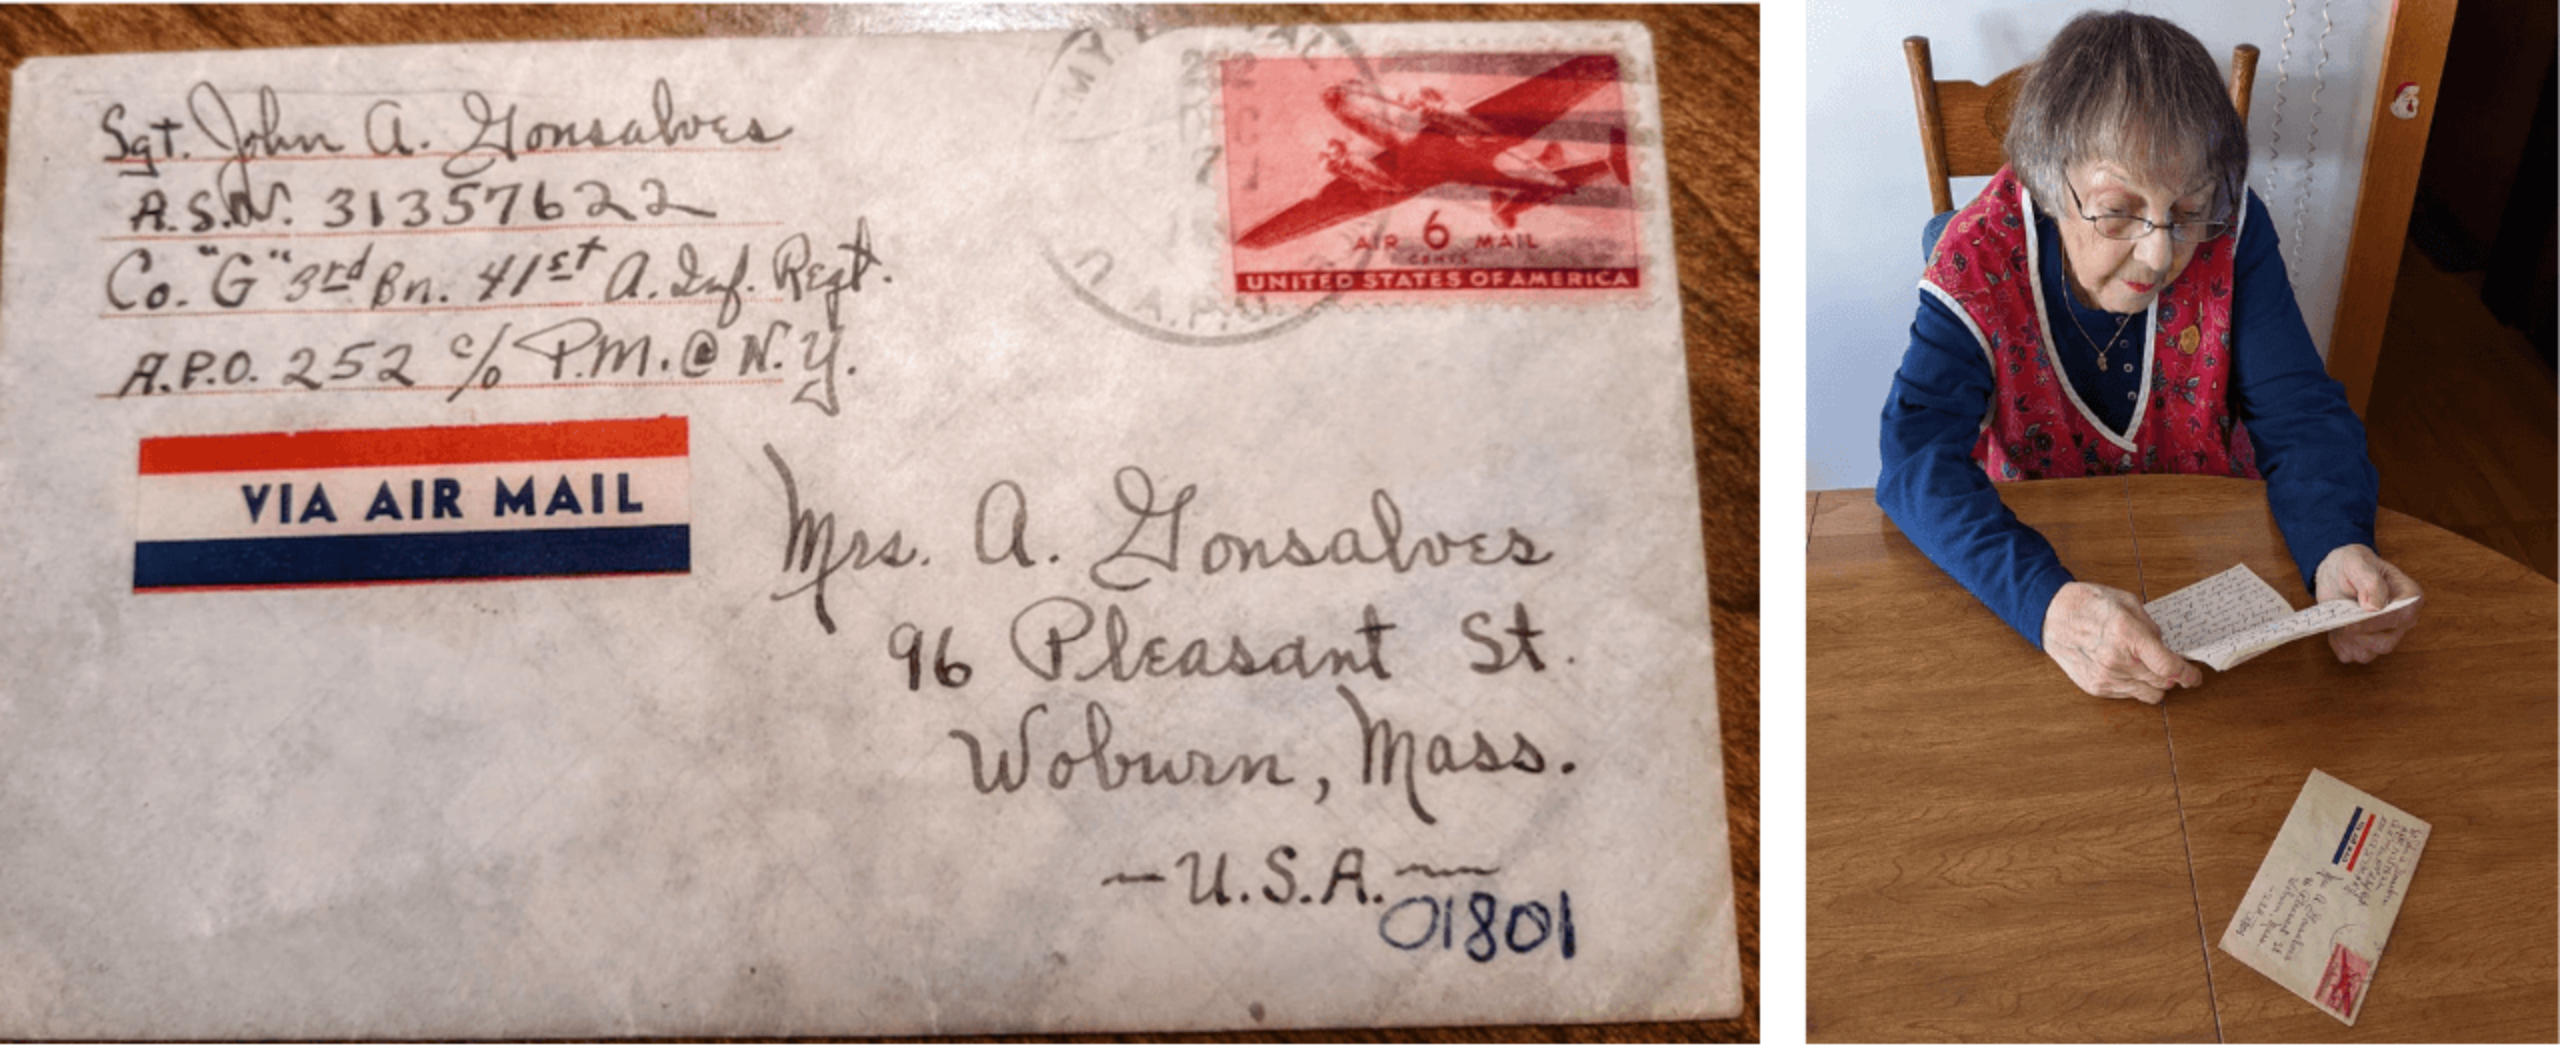 Sgt. John A. Gonsalves
A.S.N. 31357622
Co. "G" 3rd Bn. 41st A. Inf. Regt.
A.P.O. 252 c/o P.M. @ N.Y.
VIA AIR MAIL
AIR 6 MAIL
CENTS
UNITED STATES OF AMERICA
Mrs. A. Gonsalves
96 Pleasant St.
Woburn, Mass.
— U.S.A. —
01801